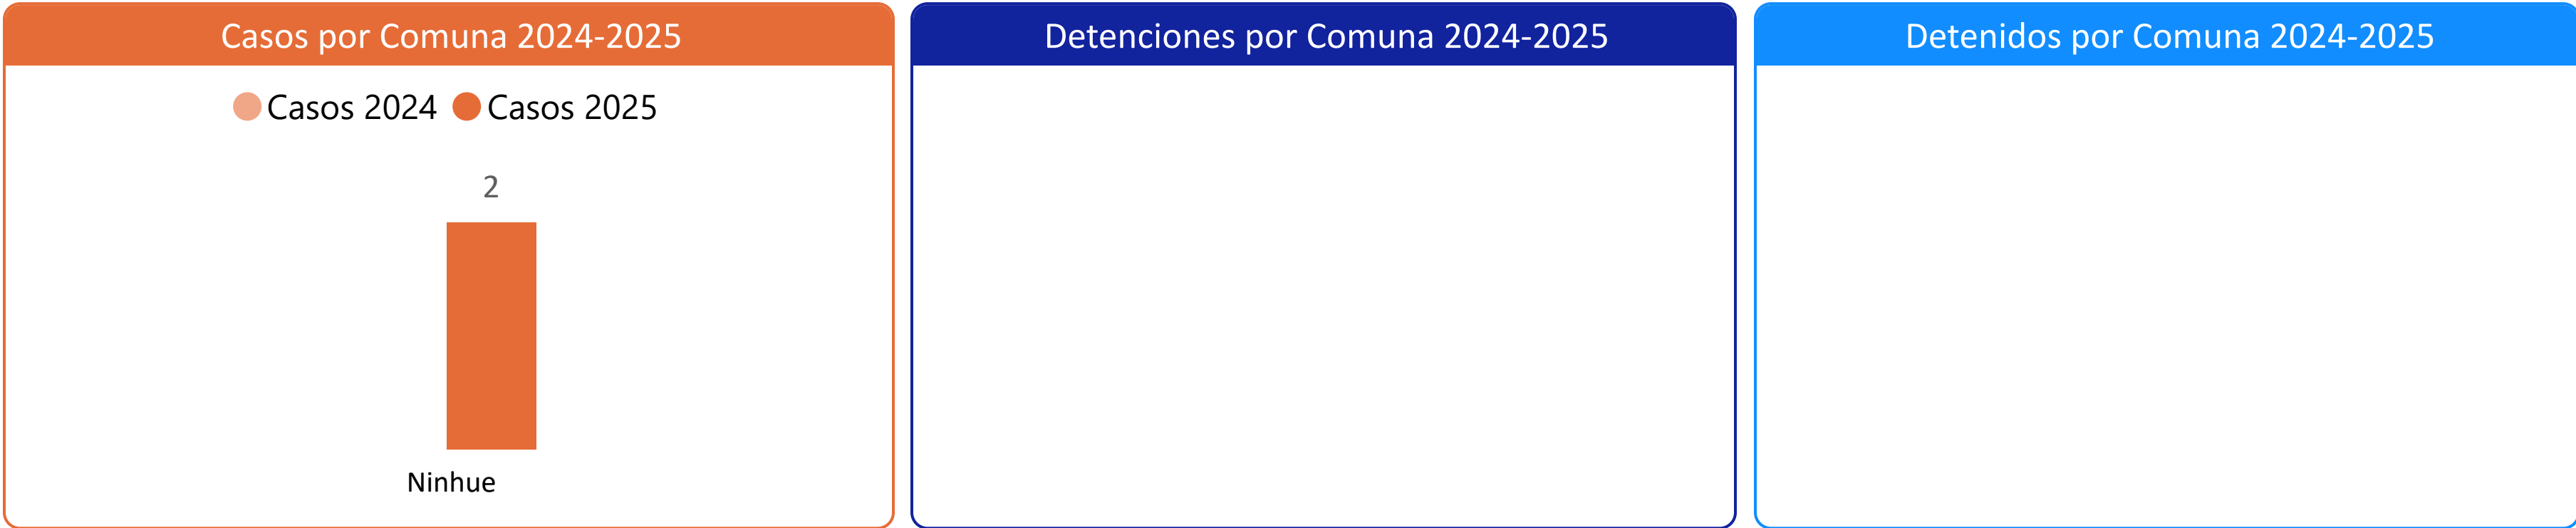 Casos por Comuna 2024-2025
Casos 2024 Casos 2025
2
Ninhue
Detenciones por Comuna 2024-2025
Detenidos por Comuna 2024-2025